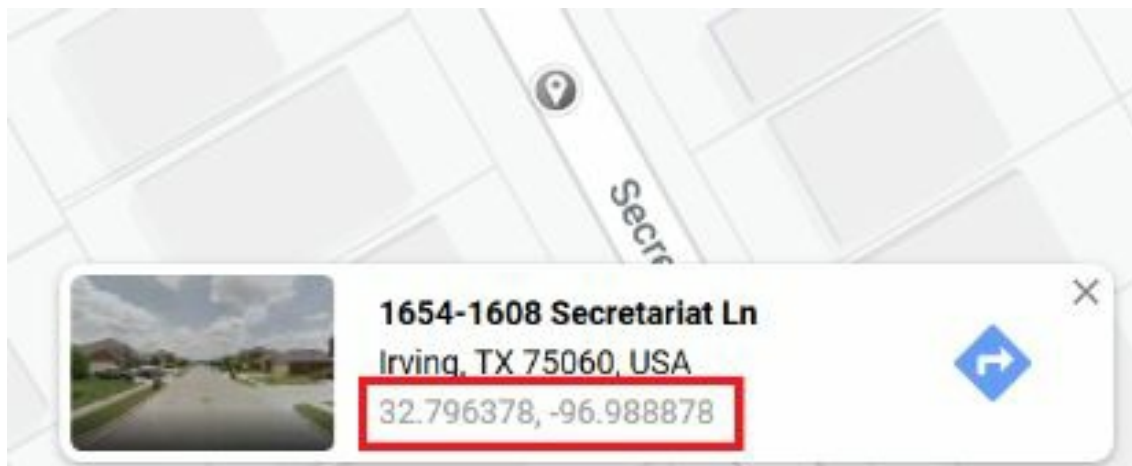 Secre
1654-1608 Secretariat Ln
Irving, TX 75060, USA
32.796378, -96.988878